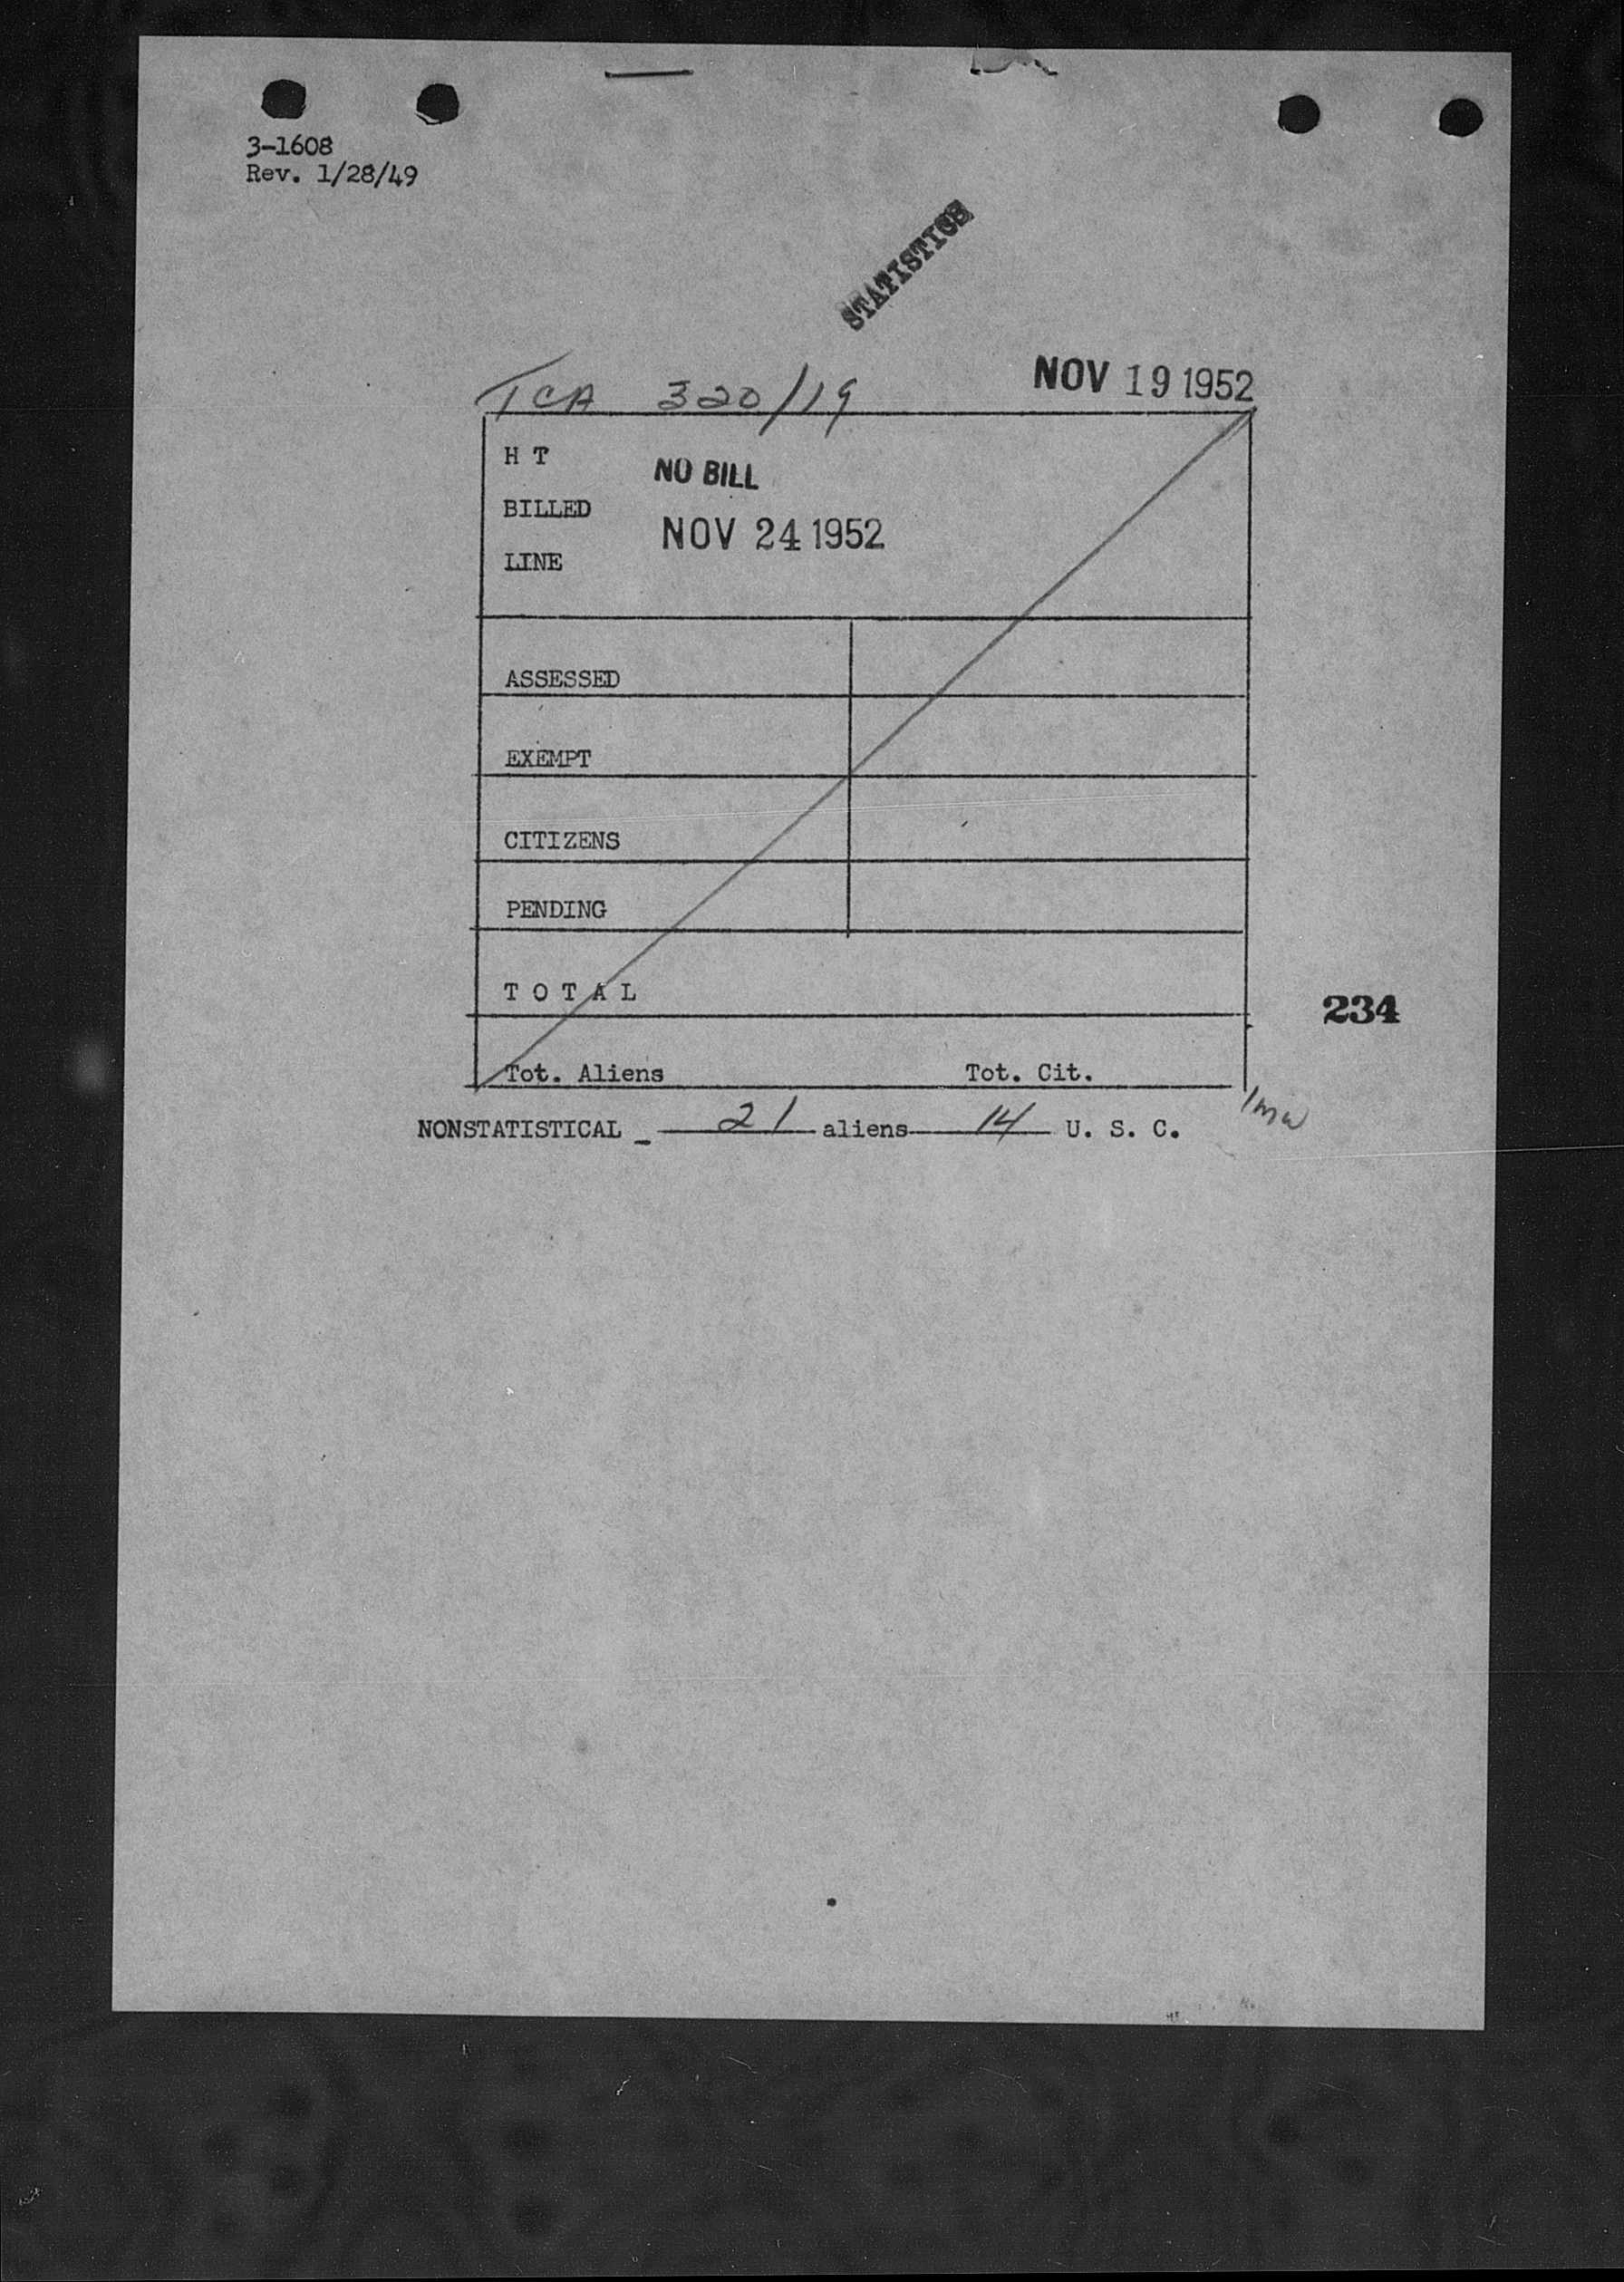 3-1608
Rev. 1/28/49
STATISTICS
TCA 320/19 NOV 19 1952
H T
NO BILL
BILLED
NOV 24 1952
LINE
ASSESSED
EXEMPT
CITIZENS
PENDING
T O T A L
234
Tot. Aliens Tot. Cit.
NONSTATISTICAL _ 21 aliens 14 U. S. C.